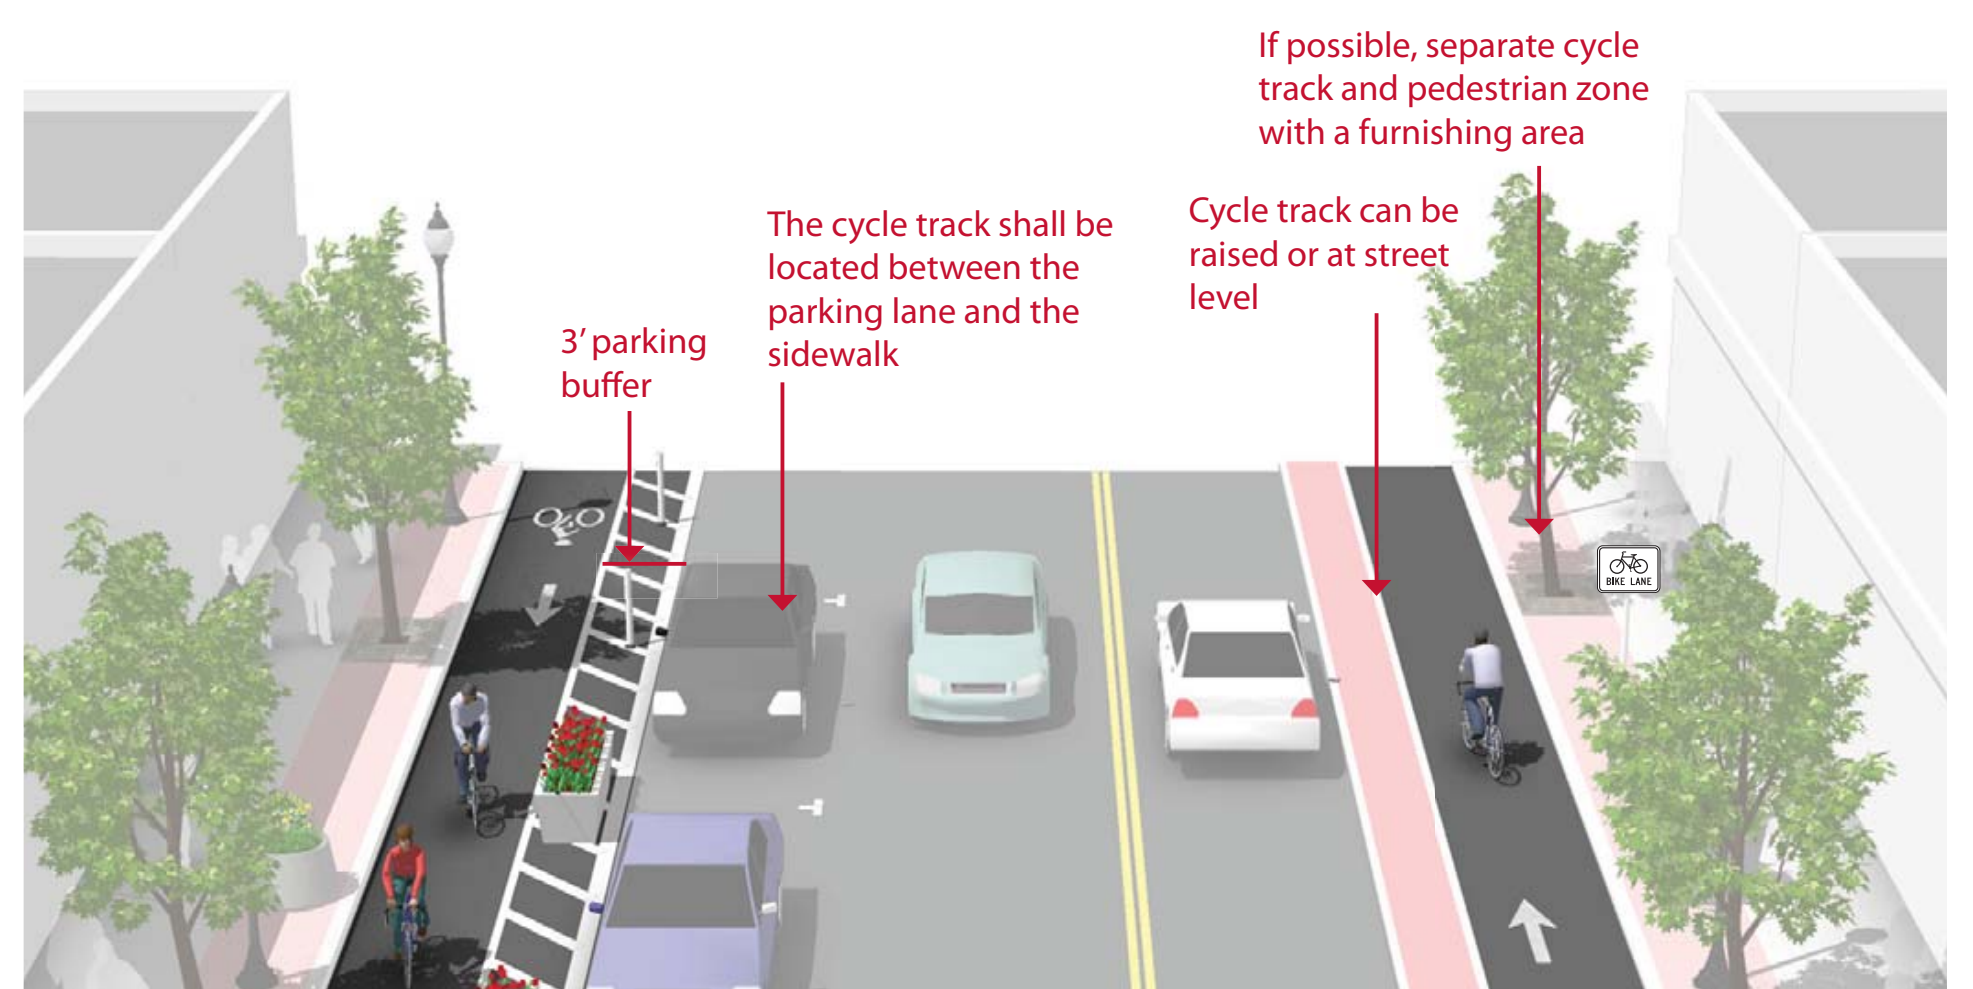 If possible, separate cycle
track and pedestrian zone
with a furnishing area
Cycle track can be
raised or at street
level
The cycle track shall be
located between the
parking lane and the
sidewalk
3’ parking
buffer
BIKE LANE